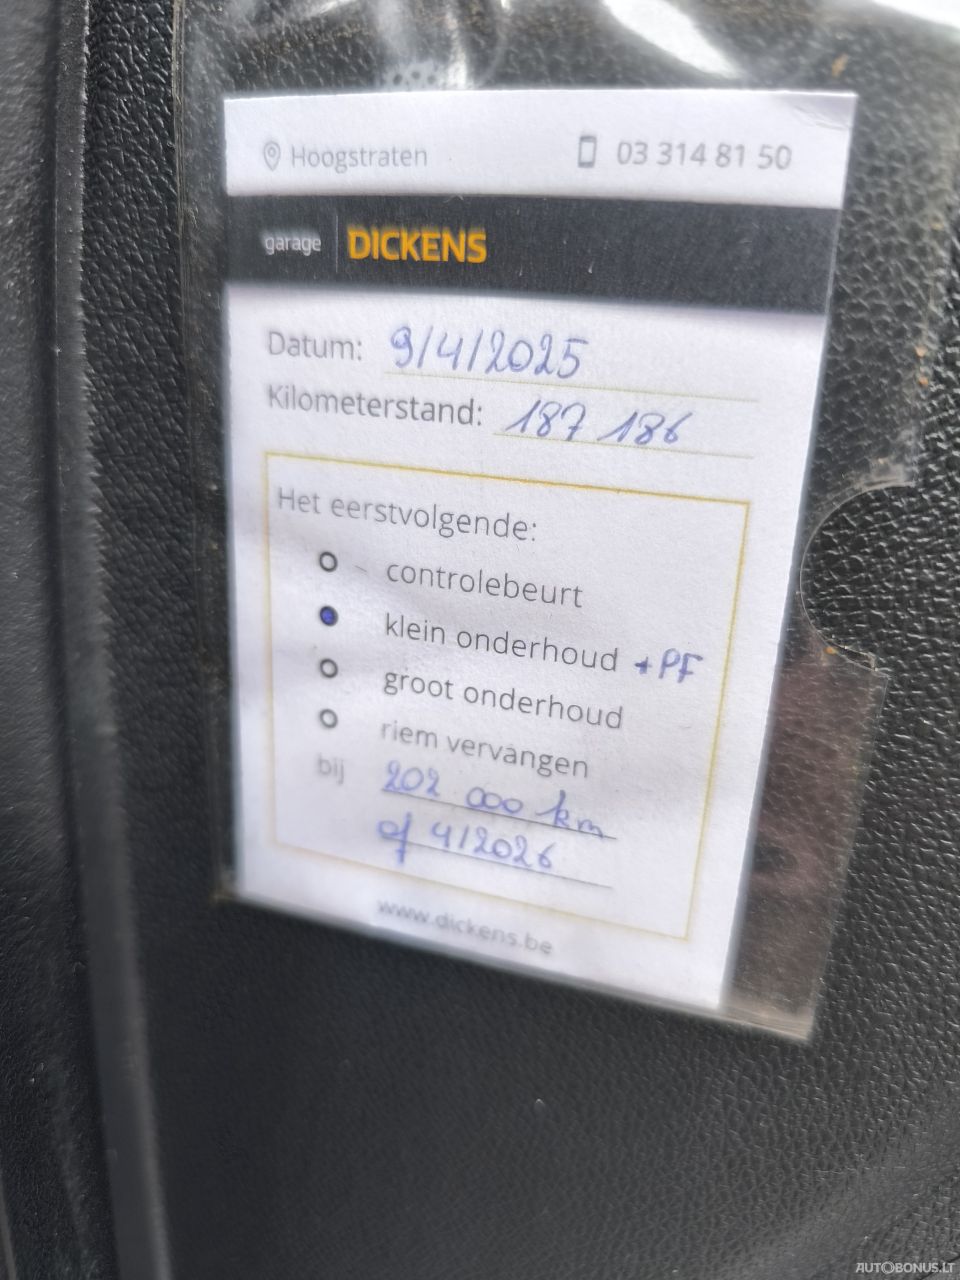 Hoogstraten 03 314 81 50
garage DICKENS
Datum: 9/4/2025
Kilometerstand: 187 186
Het eerstvolgende:
controlebeurt
klein onderhoud + PF
groot onderhoud
riem vervangen
bij 202 000 km
of 4/2026
www.dickens.be
AUTOBONUS.LT